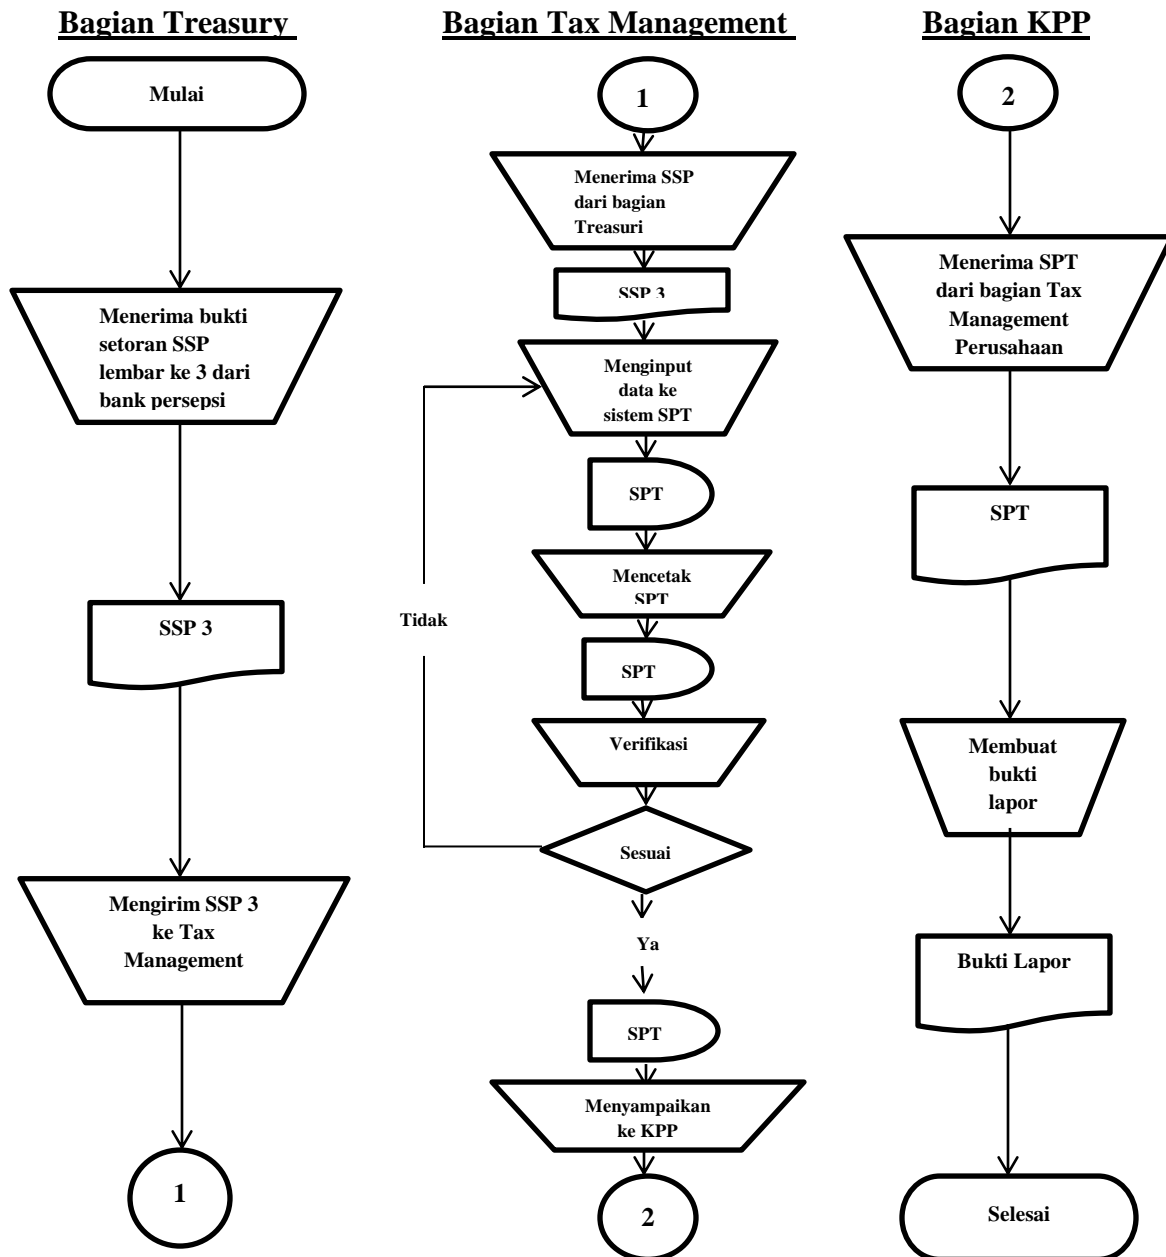 Bagian Treasury
Mulai
Menerima bukti
setoran SSP
lembar ke 3 dari
bank persepsi
SSP 3
Mengirim SSP 3
ke Tax
Management
1
Bagian Tax Management
1
Menerima SSP
dari bagian
Treasuri
SSP 3
Menginput
data ke
sistem SPT
SPT
Mencetak
SPT
SPT
Verifikasi
Sesuai
Tidak
Ya
SPT
Menyampaikan
ke KPP
2
Bagian KPP
2
Menerima SPT
dari bagian Tax
Management
Perusahaan
SPT
Membuat
bukti
lapor
Bukti Lapor
Selesai